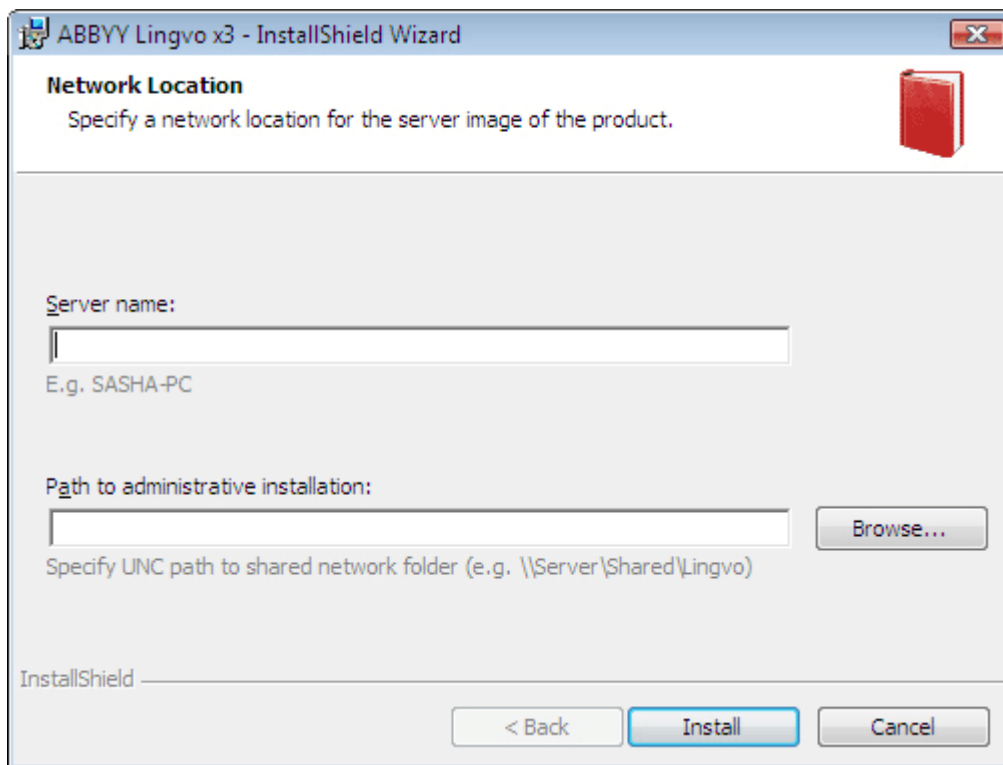 ABBYY Lingvo x3 - InstallShield Wizard
Network Location
Specify a network location for the server image of the product.
Server name:
E.g. SASHA-PC
Path to administrative installation:
Browse...
Specify UNC path to shared network folder (e.g. \\Server\Shared\Lingvo)
InstallShield
< Back Install Cancel